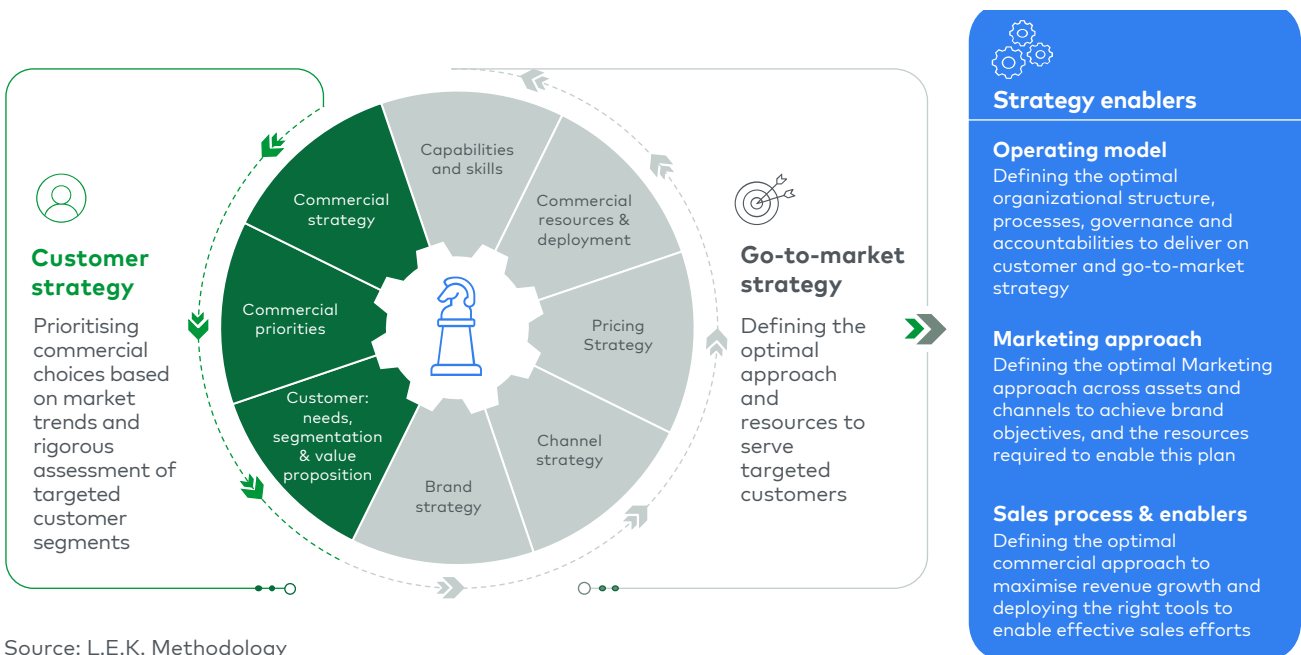 Customer
strategy
Prioritising
commercial
choices based
on market
trends and
rigorous
assessment of
targeted
customer
segments
Commercial
strategy
Commercial
priorities
Customer:
needs,
segmentation
& value
proposition
Brand
strategy
Channel
strategy
Pricing
Strategy
Commercial
resources &
deployment
Capabilities
and skills
Go-to-market
strategy
Defining the
optimal
approach
and
resources to
serve
targeted
customers
Strategy enablers
Operating model
Defining the optimal
organizational structure,
processes, governance and
accountabilities to deliver on
customer and go-to-market
strategy
Marketing approach
Defining the optimal Marketing
approach across assets and
channels to achieve brand
objectives, and the resources
required to enable this plan
Sales process & enablers
Defining the optimal
commercial approach to
maximise revenue growth and
deploying the right tools to
enable effective sales efforts
Source: L.E.K. Methodology